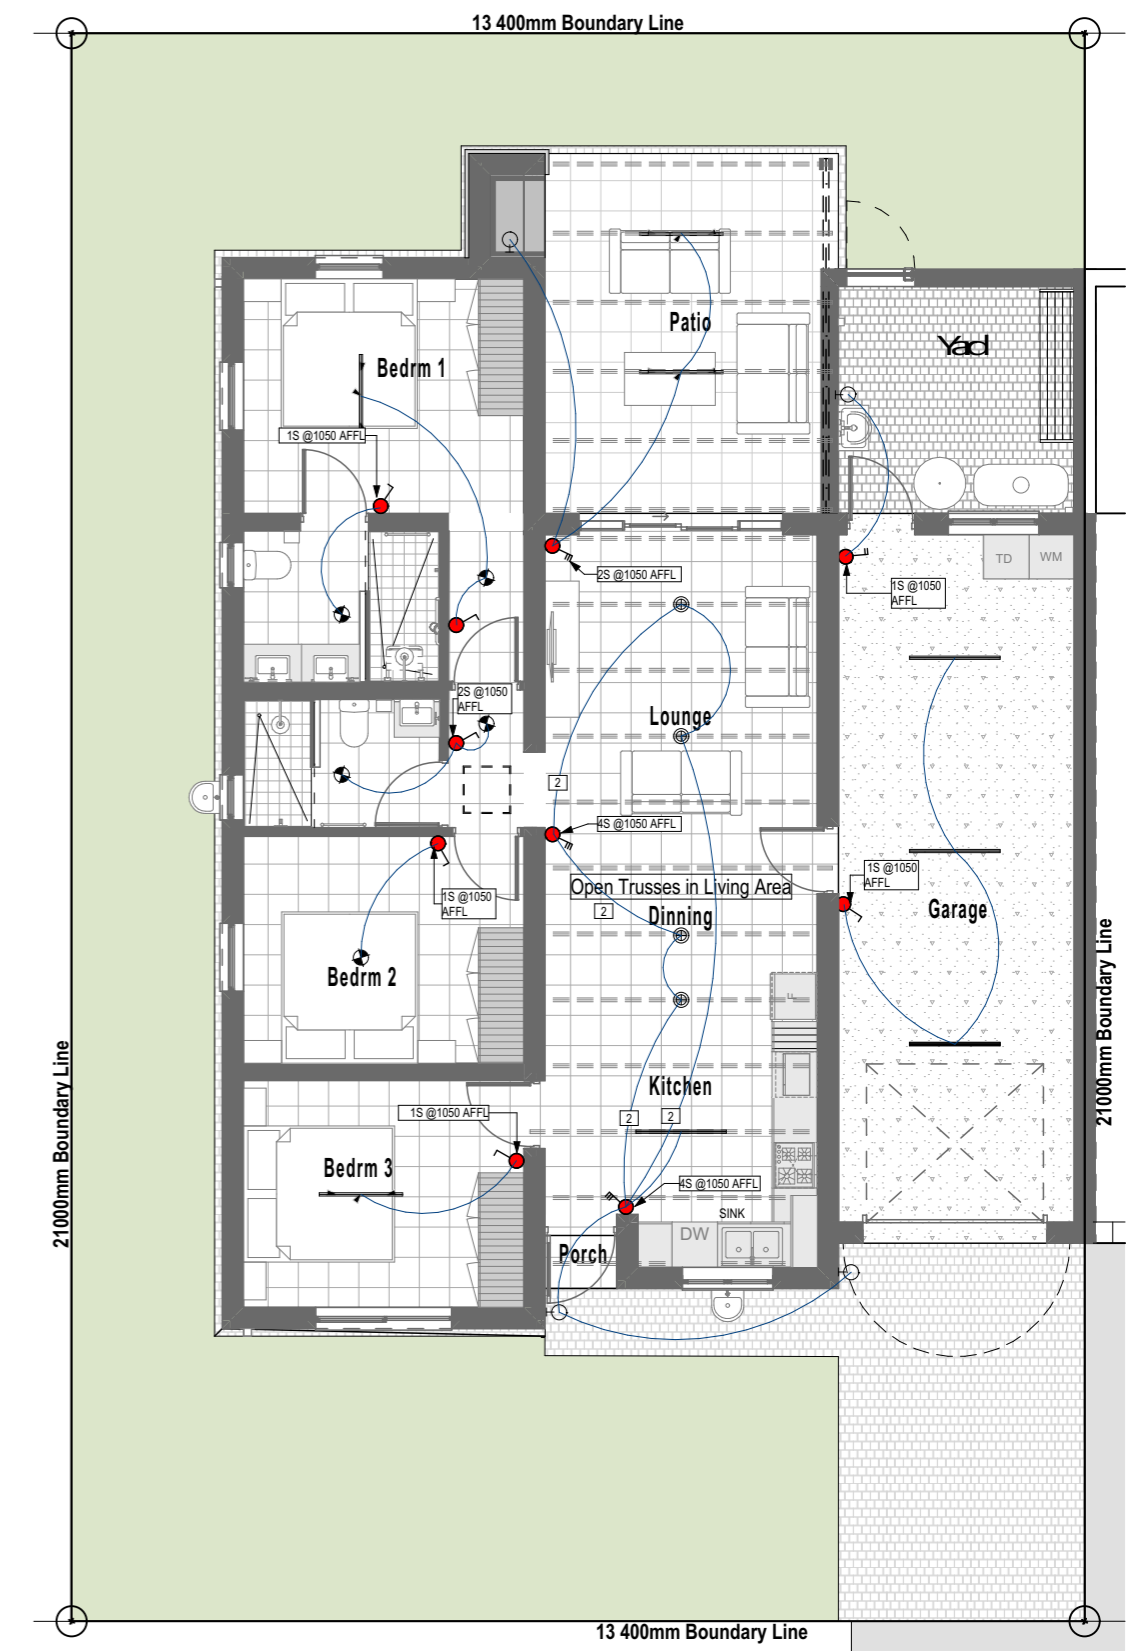 13 400mm Boundary Line
Patio
Yad
Bedrm 1
1S @1050 AFFL
2S @1050 AFFL
TD
WM
1S @1050
AFFL
2S @1050
AFFL
Lounge
2
4S @1050 AFFL
1S @1050
AFFL
Open Trusses in Living Area
1S @1050
AFFL
2
Dinning
Garage
Bedrm 2
F
21000mm Boundary Line
21000mm Boundary Line
Kitchen
1S @1050 AFFL
2
2
Bedrm 3
4S @1050 AFFL
SINK
DW
Porch
13 400mm Boundary Line